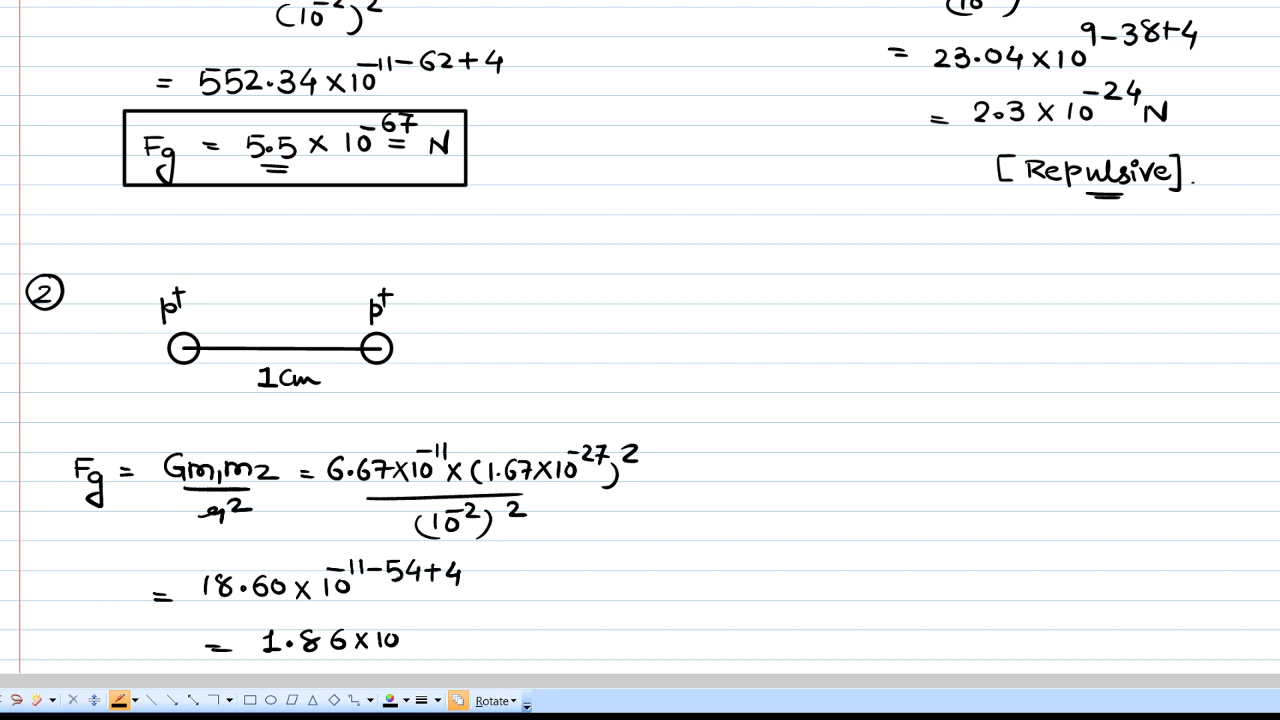 (10⁻²)²
= 552.34 × 10⁻¹¹⁻⁶²⁺⁴
Fg = 5.5 × 10⁻⁶⁷ N
= 23.04 × 10⁹⁻³⁸⁺⁴
= 2.3 × 10⁻²⁴ N
[Repulsive].
②
p⁺ p⁺
1cm
Fg = Gm₁m₂ / r² = 6.67×10⁻¹¹ × (1.67×10⁻²⁷)² / (10⁻²)²
= 18.60 × 10⁻¹¹⁻⁵⁴⁺⁴
= 1.86 × 10
Rotate